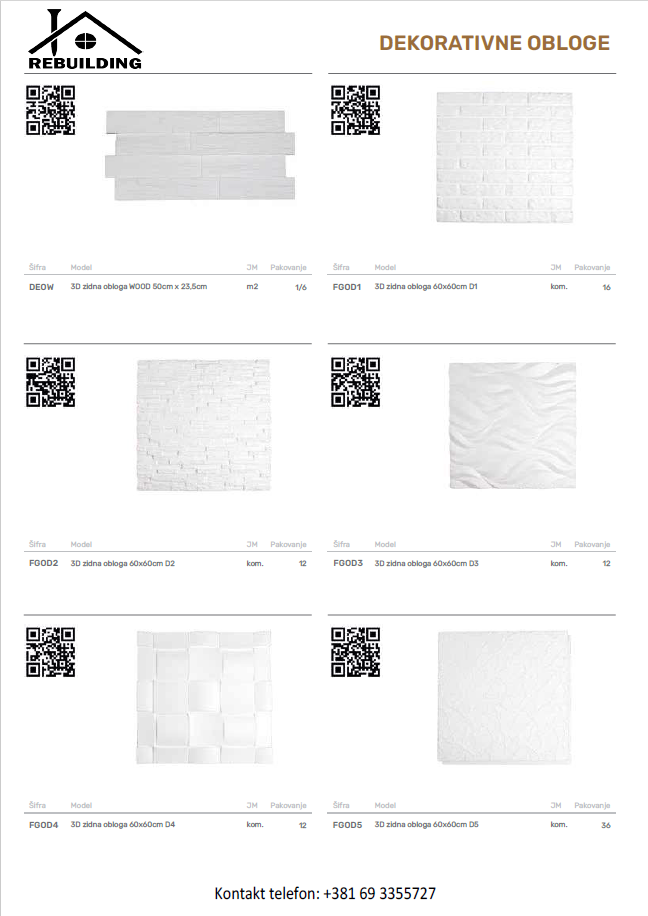 REBUILDING
DEKORATIVNE OBLOGE
Šifra Model JM Pakovanje
DEOW 3D zidna obloga WOOD 50cm x 23,5cm m2 1/6
Šifra Model JM Pakovanje
FGOD1 3D zidna obloga 60x60cm D1 kom. 16
Šifra Model JM Pakovanje
FGOD2 3D zidna obloga 60x60cm D2 kom. 12
Šifra Model JM Pakovanje
FGOD3 3D zidna obloga 60x60cm D3 kom. 12
Šifra Model JM Pakovanje
FGOD4 3D zidna obloga 60x60cm D4 kom. 12
Šifra Model JM Pakovanje
FGOD5 3D zidna obloga 60x60cm D5 kom. 36
Kontakt telefon: +381 69 3355727